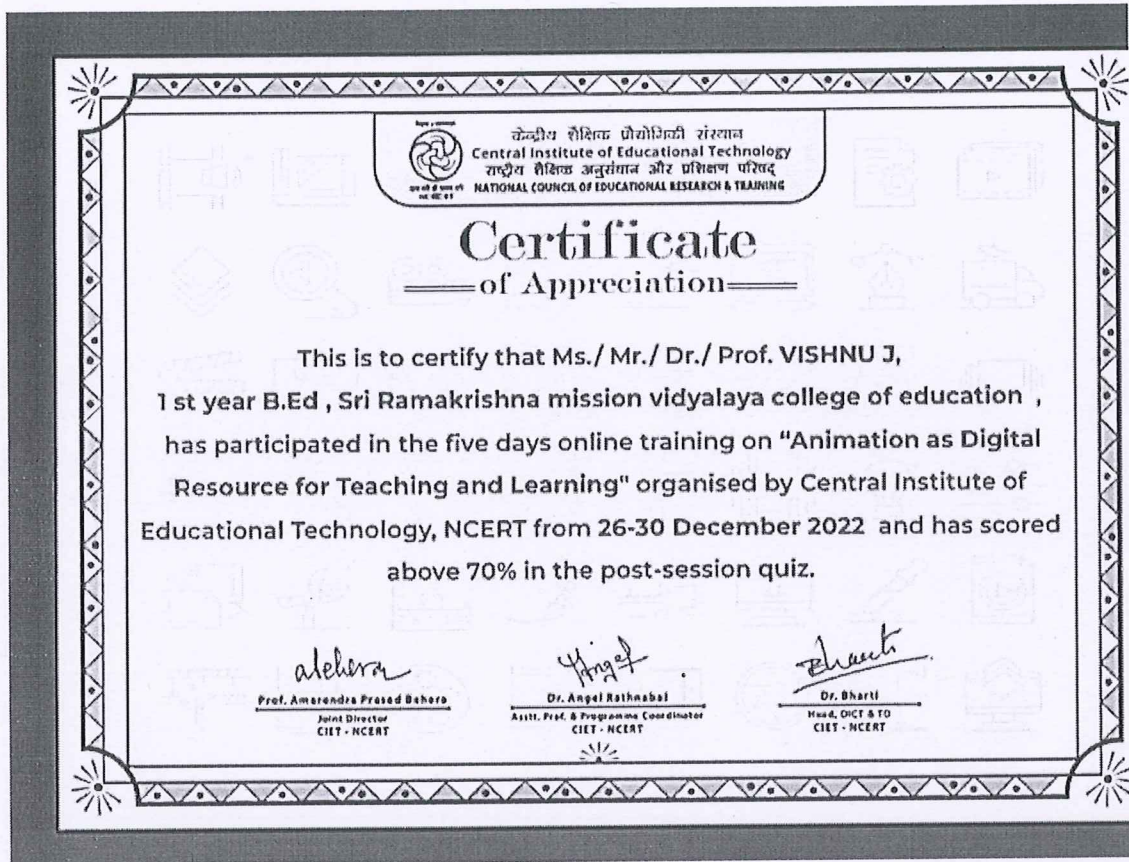 केन्द्रीय शैक्षिक प्रौद्योगिकी संस्थान
Central Institute of Educational Technology
राष्ट्रीय शैक्षिक अनुसंधान और प्रशिक्षण परिषद्
NATIONAL COUNCIL OF EDUCATIONAL RESEARCH & TRAINING
Certificate
of Appreciation
This is to certify that Ms./ Mr./ Dr./ Prof. VISHNU J,
1 st year B.Ed , Sri Ramakrishna mission vidyalaya college of education ,
has participated in the five days online training on "Animation as Digital
Resource for Teaching and Learning" organised by Central Institute of
Educational Technology, NCERT from 26-30 December 2022 and has scored
above 70% in the post-session quiz.
Prof. Amarendra Prasad Behera
Joint Director
CIET - NCERT
Dr. Angel Rathnabai
Asstt. Prof. & Programme Coordinator
CIET - NCERT
Dr. Bharti
Head, DICT & TD
CIET - NCERT